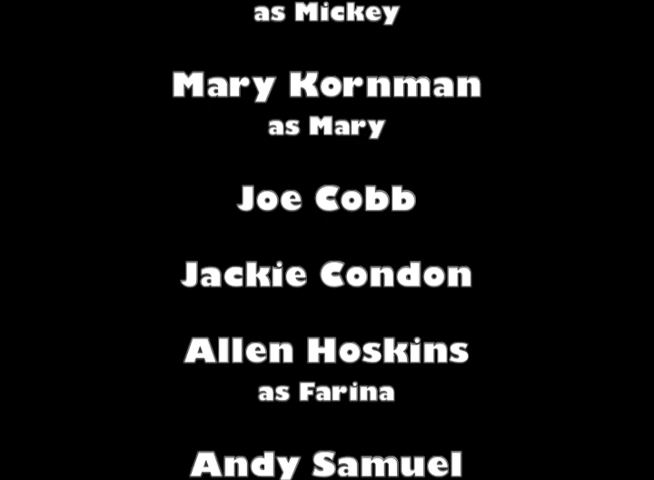 as Mickey
Mary Kornman
as Mary
Joe Cobb
Jackie Condon
Allen Hoskins
as Farina
Andy Samuel